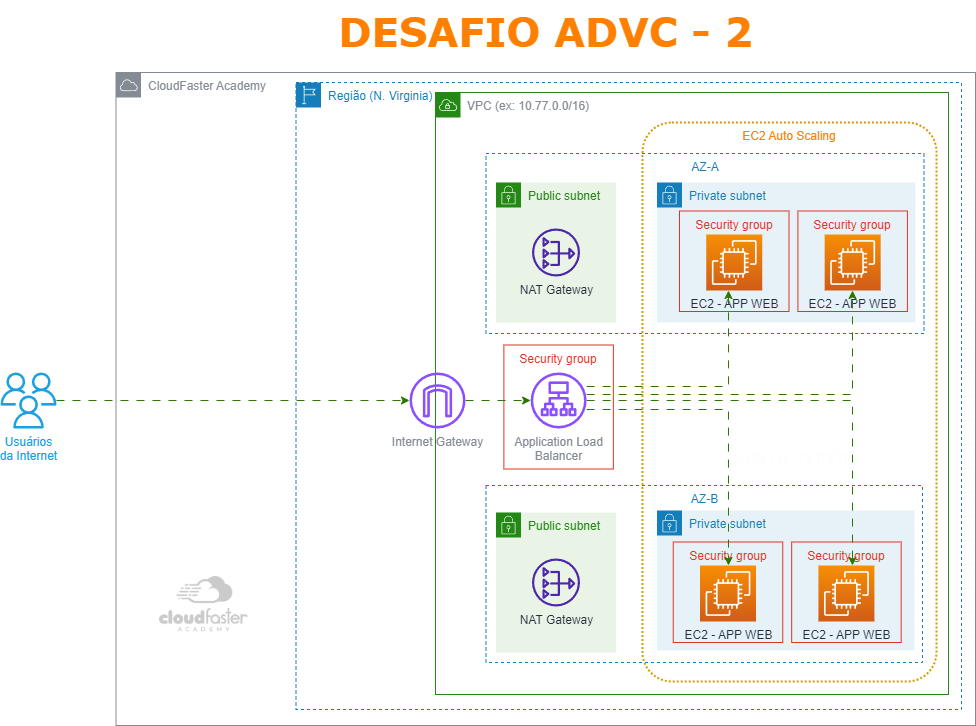 DESAFIO ADVC - 2
CloudFaster Academy
Região (N. Virginia)
VPC (ex: 10.77.0.0/16)
EC2 Auto Scaling
AZ-A
Public subnet
NAT Gateway
Private subnet
Security group
EC2 - APP WEB
Security group
EC2 - APP WEB
Usuários
da Internet
Internet Gateway
Security group
Application Load
Balancer
AZ-B
Public subnet
NAT Gateway
Private subnet
Security group
EC2 - APP WEB
Security group
EC2 - APP WEB
cloudfaster
ACADEMY